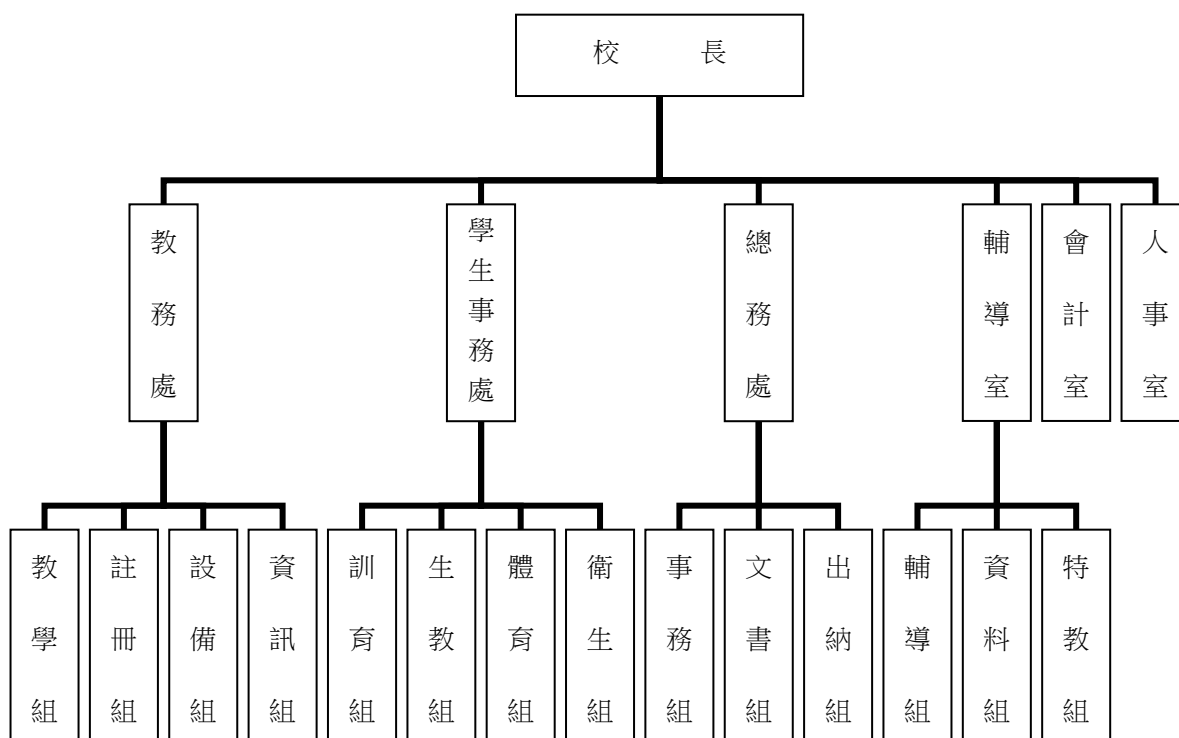 校長
教務處
學生事務處
總務處
輔導室
會計室
人事室
教學組
註冊組
設備組
資訊組
訓育組
生教組
體育組
衛生組
事務組
文書組
出納組
輔導組
資料組
特教組